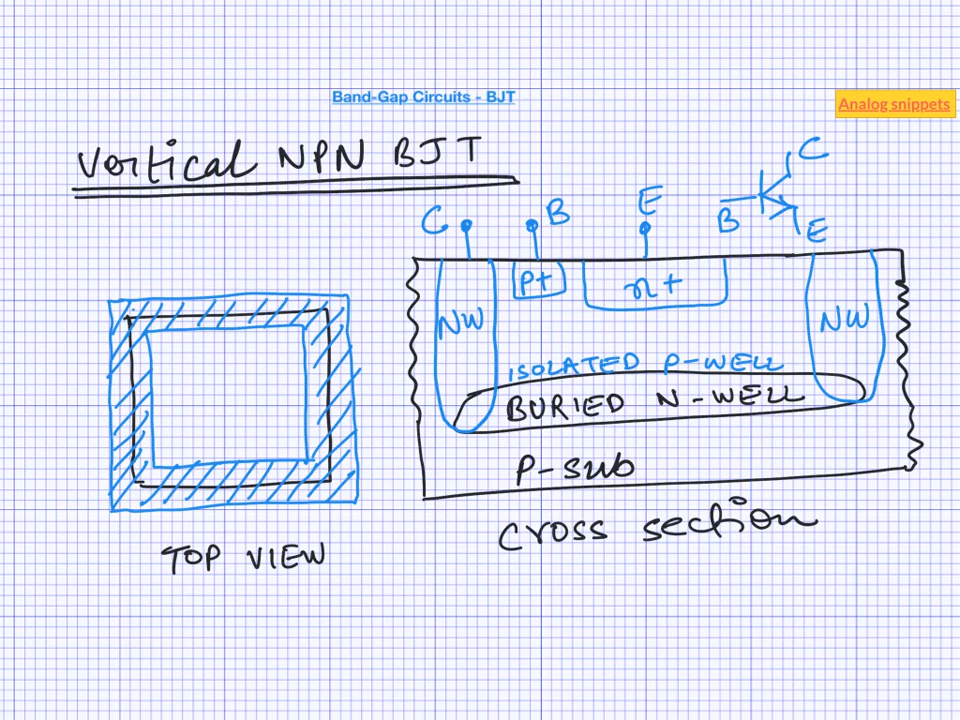 Band-Gap Circuits - BJT
Analog snippets
Vertical NPN BJT
C
B
E
B
C
E
NW
P+
n+
NW
ISOLATED P-WELL
BURIED N-WELL
P-sub
cross section
TOP VIEW